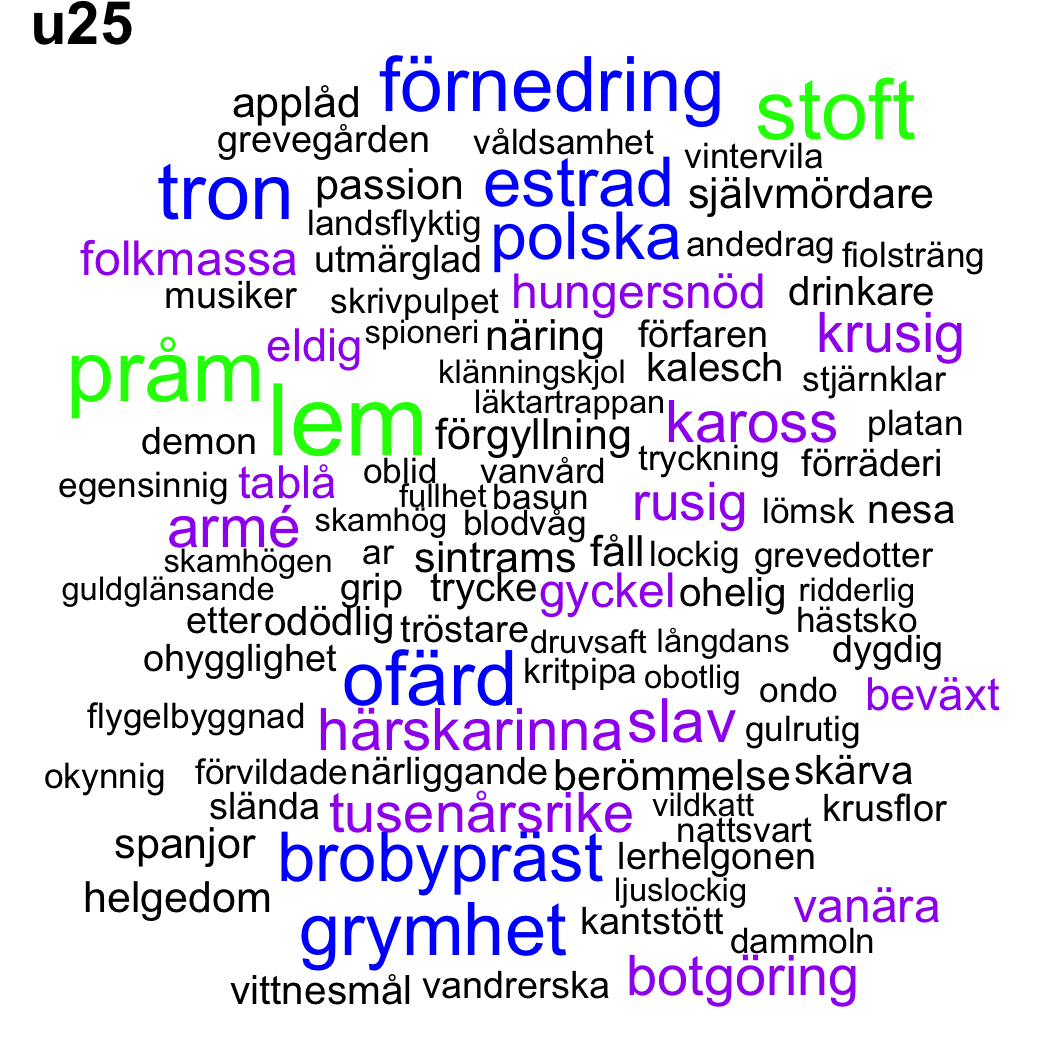 u25
applåd förnedring stoft
grevegården våldsamhet vintervila
tron passion estrad självmördare
landsflyktig polska andedrag fiolsträng
folkmassa utmärglad
musiker skrivpulpet hungersnöd drinkare
eldig spioneri näring förfaren krusig
pråm klänningskjol kalesch stjärnklar
lem läktartrappan kaross platan
demon förgyllning tryckning förräderi
egensinnig tablå oblid vanvård
fullhet basun rusig lömsk nesa
armé skamhög blodvåg
skamhögen ar sintrams fåll lockig grevedotter
guldglänsande grip trycke gyckel ohelig ridderlig
etter odödlig tröstare druvsaft långdans hästsko
ohygglighet ofärd kritpipa obotlig dygdig
ondo beväxt
flygelbyggnad härskarinna slav gulrutig
okynnig förvildade närliggande berömmelse skärva
slända tusenårsrike vildkatt krusflor
nattsvart
spanjor brobypräst lerhelgonen
helgedom ljuslockig vanära
grymhet kantstött dammoln
vittnesmål vandrerska botgöring